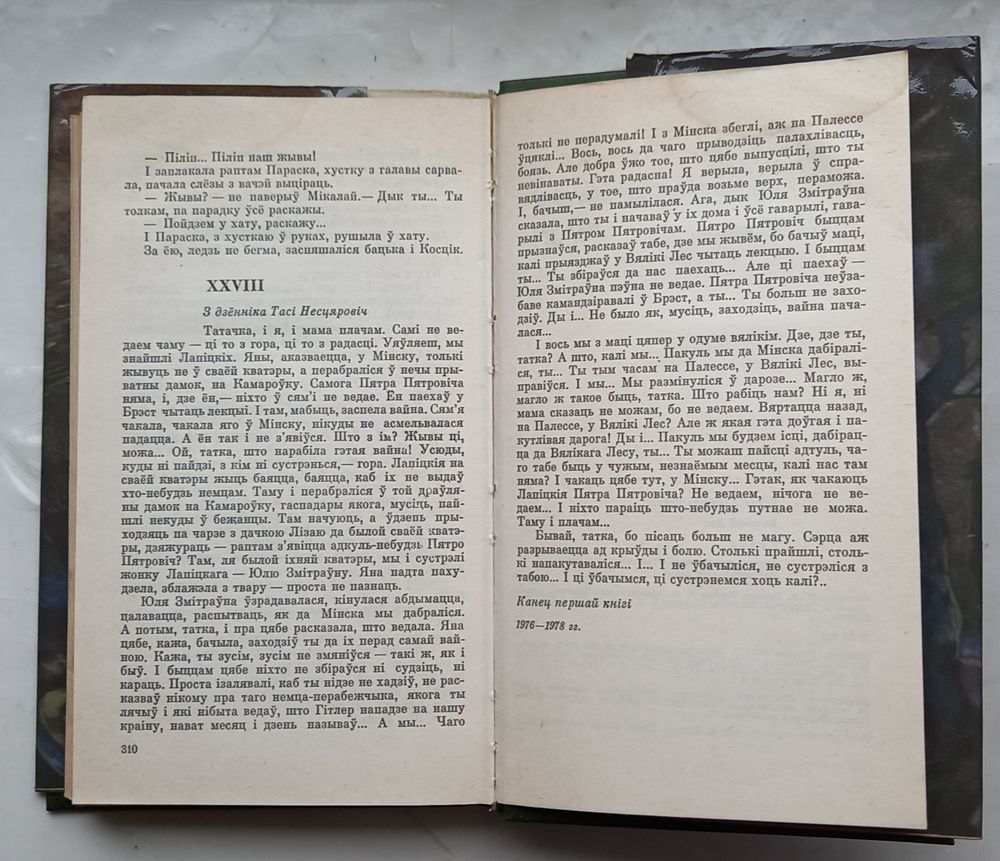 — Піліп... Піліп наш жывы!
І заплакала раптам Параска, хустку з галавы сарва-
ла, пачала слёзы з вачэй выціраць.
— Жывы? — не паверыў Мікалай.— Дык ты... Ты
толкам, па парадку ўсё раскажы.
— Пойдзем у хату, раскажу...
І Параска, з хусткаю ў руках, рушыла ў хату.
За ёю, ледзь не бегма, заспяшаліся бацька і Косцік.
XXVIII
З дзённіка Тасі Несцяровіч
Татачка, і я, і мама плачам. Самі не ве-
даем чаму — ці то з гора, ці то з радасці. Уяўляеш, мы
знайшлі Лапіцкіх. Яны, аказваецца, у Мінску, толькі
жывуць не ў сваёй кватэры, а перабраліся ў нечы пры-
ватны дамок, на Камароўку. Самога Пятра Пятровіча
няма, і, дзе ён,— ніхто ў сям'і не ведае. Ён паехаў у
Брэст чытаць лекцыі. І там, мабыць, заспела вайна. Сям'я
чакала, чакала яго ў Мінску, нікуды не асмельвалася
падацца. А ён так і не з'явіўся. Што з ім? Жывы ці,
можа... Ой, татка, што нарабіла гэтая вайна! Усюды,
куды ні пайдзі, з кім ні сустрэнься,— гора. Лапіцкія на
сваёй кватэры жыць баяцца, баяцца, каб іх не выдаў
хто-небудзь немцам. Таму і перабраліся ў той драўля-
ны дамок на Камароўку, гаспадары якога, мусіць, пай-
шлі некуды ў бежанцы. Там начуюць, а ўдзень пры-
ходзяць па чарзе з дачкою Лізаю да былой сваёй кватэ-
ры, дзяжураць — раптам з'явіцца адкуль-небудзь Пятро
Пятровіч? Там, ля былой іхняй кватэры, мы і сустрэлі
жонку Лапіцкага — Юлю Змітраўну. Яна надта паху-
дзела, зблажэла з твару — проста не пазнаць.
Юля Змітраўна ўзрадавалася, кінулася абдымацца,
цалавацца, распытваць, як да Мінска мы дабраліся.
А потым, татка, і пра цябе расказала, што ведала. Яна
цябе, кажа, бачыла, заходзіў ты да іх перад самай вай-
ною. Кажа, ты зусім, зусім не змяніўся — такі ж, як і
быў. І быццам цябе ніхто не збіраўся ні судзіць, ні
караць. Проста ізалявалі, каб ты нідзе не хадзіў, не рас-
казваў нікому пра таго немца-перабежчыка, якога ты
лячыў і які нібыта ведаў, што Гітлер нападзе на нашу
краіну, нават месяц і дзень называў... А мы... Чаго
310
толькі не перадумалі! І з Мінска збеглі, аж на Палессе
ўцяклі... Вось, вось да чаго прыводзіць палахлівасць,
боязь. Але добра ўжо тое, што цябе выпусцілі, што ты
невінаваты. Гэта радасна! Я верыла, верыла ў спра-
вядлівасць, у тое, што праўда возьме верх, пераможа.
І, бачыш,— не памылілася. Ага, дык Юля Змітраўна
сказала, што ты і начаваў у іх дома і ўсё гаварылі, гава-
рылі з Пятром Пятровічам. Пятро Пятровіч быццам
прызнаўся, расказаў табе, дзе мы жывём, бо бачыў маці,
калі прыязджаў у Вялікі Лес чытаць лекцыю. І быццам
ты... Ты збіраўся да нас паехаць... Але ці паехаў —
Юля Змітраўна пэўна не ведае. Пятра Пятровіча неўза-
баве камандзіравалі ў Брэст, а ты... Ты больш не захо-
дзіў. Ды і... Не было як, мусіць, заходзіць, вайна пача-
лася...
І вось мы з маці цяпер у одуме вялікім. Дзе, дзе ты,
татка? А што, калі мы... Пакуль мы да Мінска дабіралі-
ся, ты... Ты тым часам на Палессе, у Вялікі Лес, вы-
правіўся. І мы... Мы размінуліся ў дарозе... Магло ж,
магло ж такое быць, татка. Што рабіць нам? Ні я, ні
мама сказаць не можам, бо не ведаем. Вяртацца назад,
на Палессе, у Вялікі Лес? Але ж якая гэта доўгая і па-
кутлівая дарога! Ды і... Пакуль мы будзем ісці, дабірац-
ца да Вялікага Лесу, ты... Ты можаш пайсці адтуль, ча-
го табе быць у чужым, незнаёмым месцы, калі нас там
няма? І чакаць цябе тут, у Мінску... Гэтак, як чакаюць
Лапіцкія Пятра Пятровіча? Не ведаем, нічога не ве-
даем... І ніхто параіць што-небудзь путнае не можа.
Таму і плачам...
Бывай, татка, бо пісаць больш не магу. Сэрца аж
разрываецца ад крыўды і болю. Столькі прайшлі, столь-
кі напакутаваліся... І... І не ўбачыліся, не сустрэліся з
табою... І ці ўбачымся, ці сустрэнемся хоць калі?..
Канец першай кнігі
1976—1978 гг.